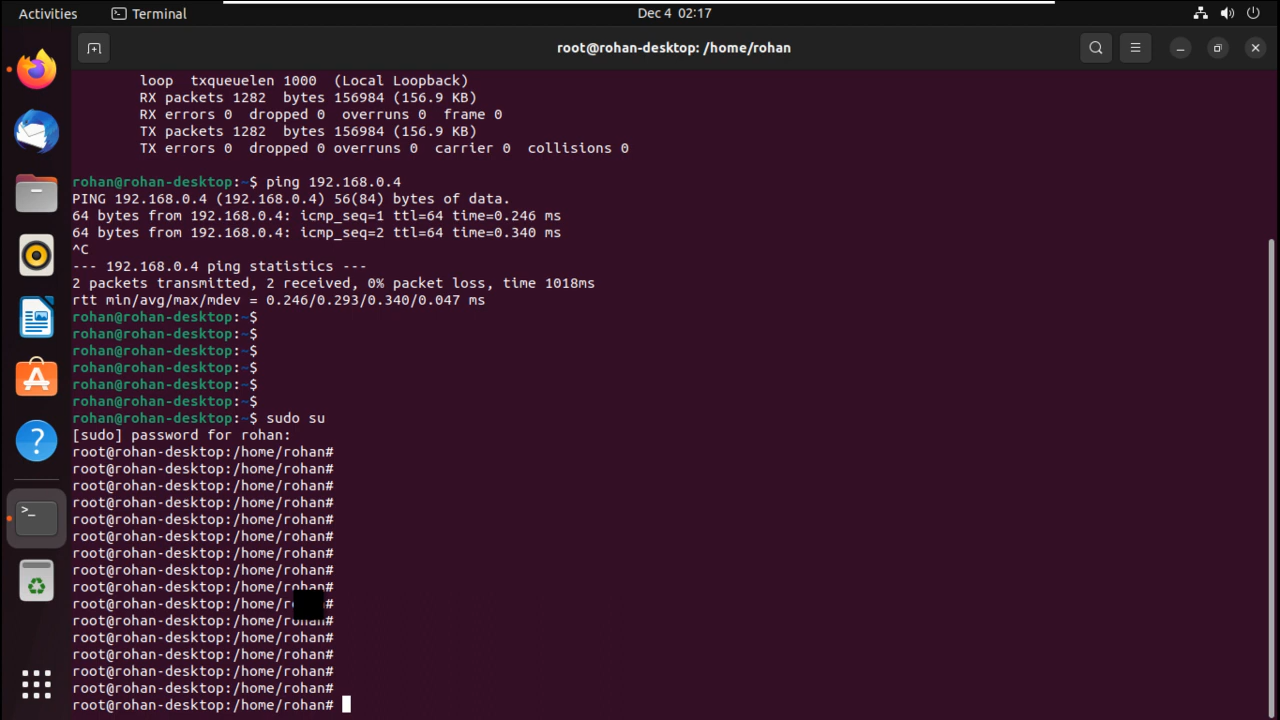 Activities Terminal Dec 4 02:17
root@rohan-desktop: /home/rohan
loop txqueuelen 1000 (Local Loopback)
RX packets 1282 bytes 156984 (156.9 KB)
RX errors 0 dropped 0 overruns 0 frame 0
TX packets 1282 bytes 156984 (156.9 KB)
TX errors 0 dropped 0 overruns 0 carrier 0 collisions 0
rohan@rohan-desktop:~$ ping 192.168.0.4
PING 192.168.0.4 (192.168.0.4) 56(84) bytes of data.
64 bytes from 192.168.0.4: icmp_seq=1 ttl=64 time=0.246 ms
64 bytes from 192.168.0.4: icmp_seq=2 ttl=64 time=0.340 ms
^C
--- 192.168.0.4 ping statistics ---
2 packets transmitted, 2 received, 0% packet loss, time 1018ms
rtt min/avg/max/mdev = 0.246/0.293/0.340/0.047 ms
rohan@rohan-desktop:~$
rohan@rohan-desktop:~$
rohan@rohan-desktop:~$
rohan@rohan-desktop:~$
rohan@rohan-desktop:~$
rohan@rohan-desktop:~$
rohan@rohan-desktop:~$ sudo su
[sudo] password for rohan:
root@rohan-desktop:/home/rohan#
root@rohan-desktop:/home/rohan#
root@rohan-desktop:/home/rohan#
root@rohan-desktop:/home/rohan#
root@rohan-desktop:/home/rohan#
root@rohan-desktop:/home/rohan#
root@rohan-desktop:/home/rohan#
root@rohan-desktop:/home/rohan#
root@rohan-desktop:/home/rohan#
root@rohan-desktop:/home/r #
root@rohan-desktop:/home/rohan#
root@rohan-desktop:/home/rohan#
root@rohan-desktop:/home/rohan#
root@rohan-desktop:/home/rohan#
root@rohan-desktop:/home/rohan#
root@rohan-desktop:/home/rohan#